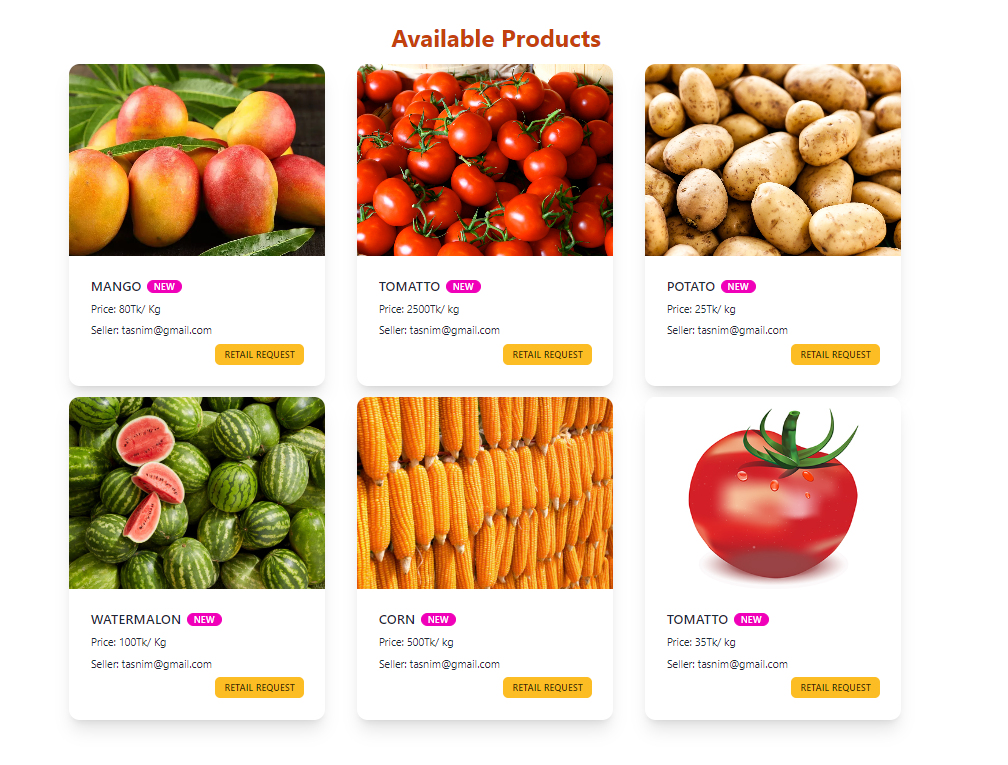 Available Products
MANGO NEW
Price: 80Tk/ Kg
Seller: tasnim@gmail.com
RETAIL REQUEST
TOMATTO NEW
Price: 2500Tk/ kg
Seller: tasnim@gmail.com
RETAIL REQUEST
POTATO NEW
Price: 25Tk/ kg
Seller: tasnim@gmail.com
RETAIL REQUEST
WATERMALON NEW
Price: 100Tk/ Kg
Seller: tasnim@gmail.com
RETAIL REQUEST
CORN NEW
Price: 500Tk/ kg
Seller: tasnim@gmail.com
RETAIL REQUEST
TOMATTO NEW
Price: 35Tk/ kg
Seller: tasnim@gmail.com
RETAIL REQUEST